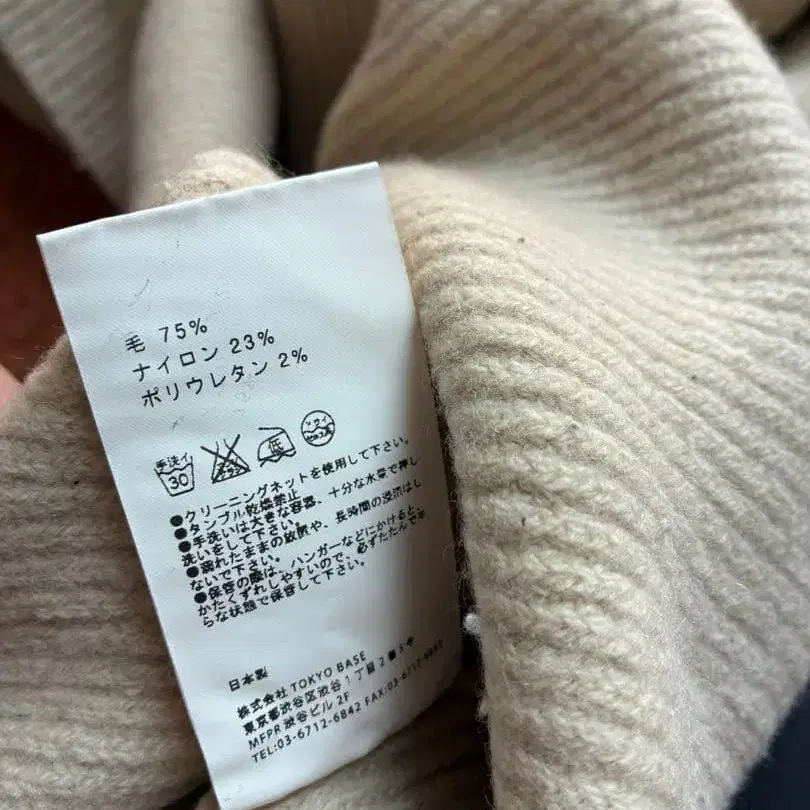 毛 75%
ナイロン 23%
ポリウレタン 2%
手洗イ
30
低
●クリーニングネットを使用して下さい。
●タンブル乾燥禁止
●手洗いは大きな容器、十分な水量で押し
洗いをして下さい。
●濡れたままの放置や、長時間の浸漬はし
ないで下さい。
●保管の際は、ハンガーなどにかけると、
かたくずれしやすいので、必ずたたんで平
らな状態で保管して下さい。
日本製
株式会社 TOKYO BASE
東京都渋谷区渋谷1丁目2番5号
MFPR 渋谷ビル 2F
TEL:03-6712-6842 FAX:03-6712-